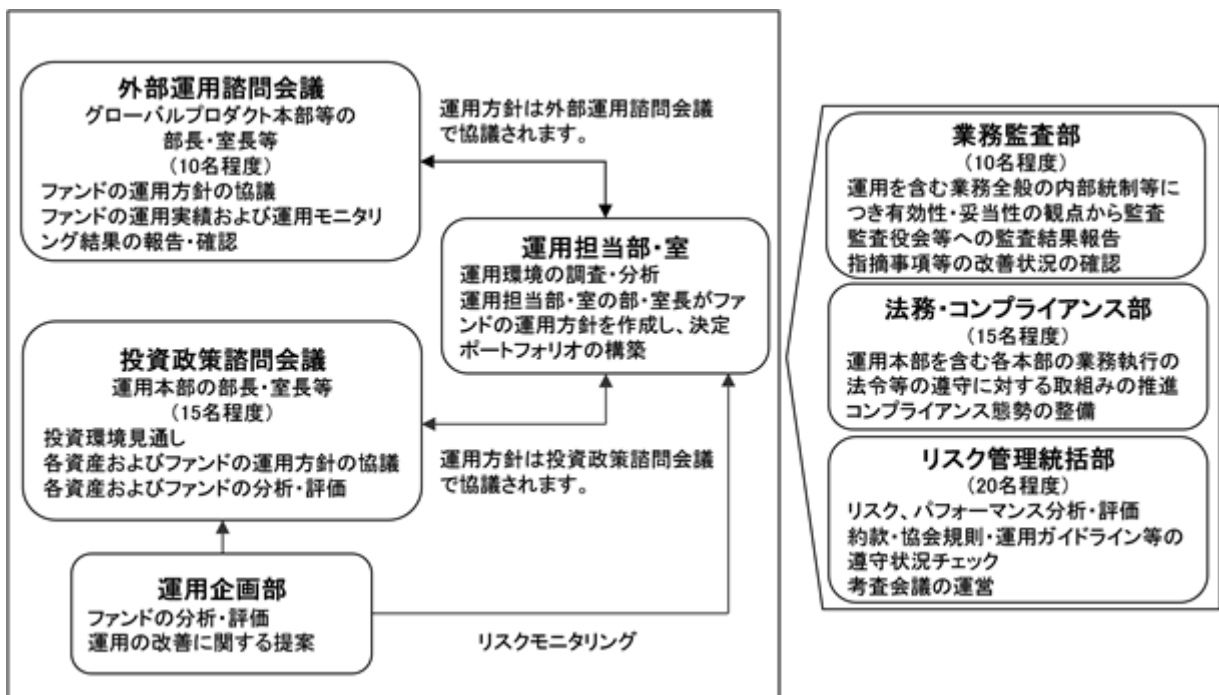 外部運用諮問会議
グローバルプロダクト本部等の
部長・室長等
(10名程度)
ファンドの運用方針の協議
ファンドの運用実績および運用モニタリ
ング結果の報告・確認
運用方針は外部運用諮問会議
で協議されます。
運用担当部・室
運用環境の調査・分析
運用担当部・室の部・室長がファ
ンドの運用方針を作成し、決定
ポートフォリオの構築
投資政策諮問会議
運用本部の部長・室長等
(15名程度)
投資環境見通し
各資産およびファンドの運用方針の協議
各資産およびファンドの分析・評価
運用方針は投資政策諮問会議
で協議されます。
運用企画部
ファンドの分析・評価
運用の改善に関する提案
リスクモニタリング
業務監査部
(10名程度)
運用を含む業務全般の内部統制等に
つき有効性・妥当性の観点から監査
監査役会等への監査結果報告
指摘事項等の改善状況の確認
法務・コンプライアンス部
(15名程度)
運用本部を含む各本部の業務執行の
法令等の遵守に対する取組みの推進
コンプライアンス態勢の整備
リスク管理統括部
(20名程度)
リスク、パフォーマンス分析・評価
約款・協会規則・運用ガイドライン等の
遵守状況チェック
考査会議の運営